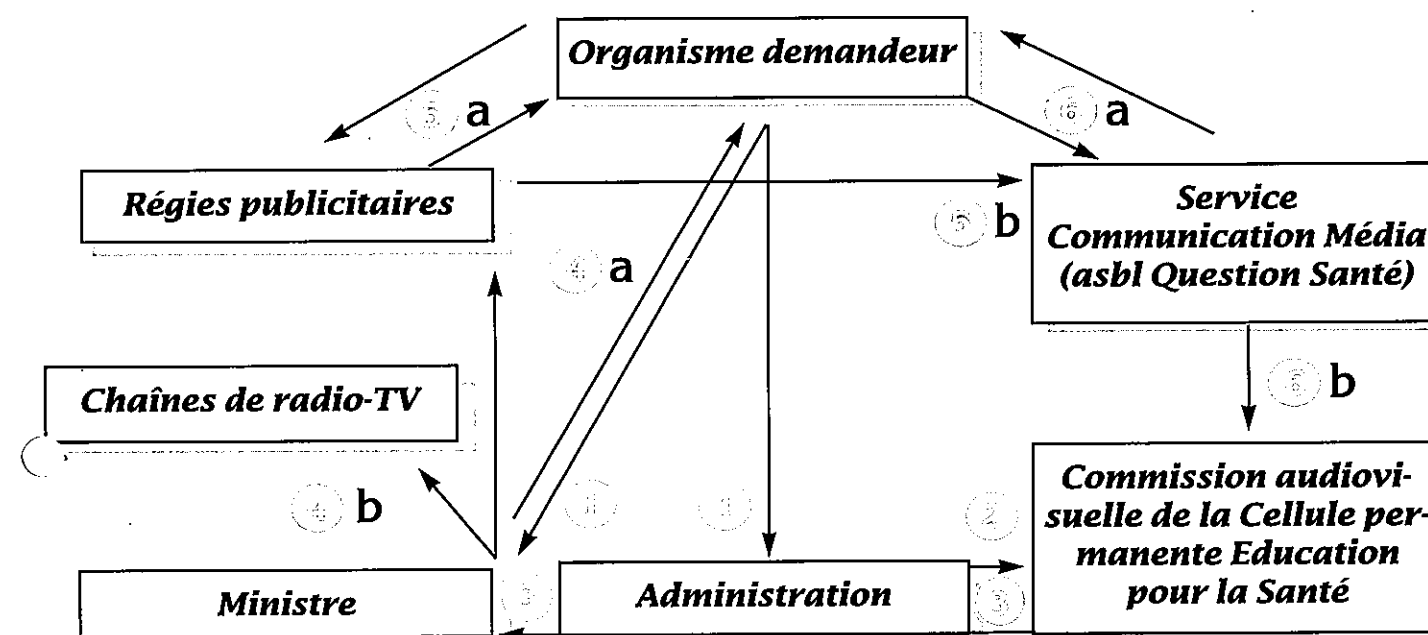 Organisme demandeur
5 a
6 a
Régies publicitaires
5 b
Service
Communication Média
(asbl Question Santé)
4 a
Chaînes de radio-TV
6 b
4 b
1
1
2
Commission audiovi-
suelle de la Cellule per-
manente Education
pour la Santé
Ministre
3
Administration
3